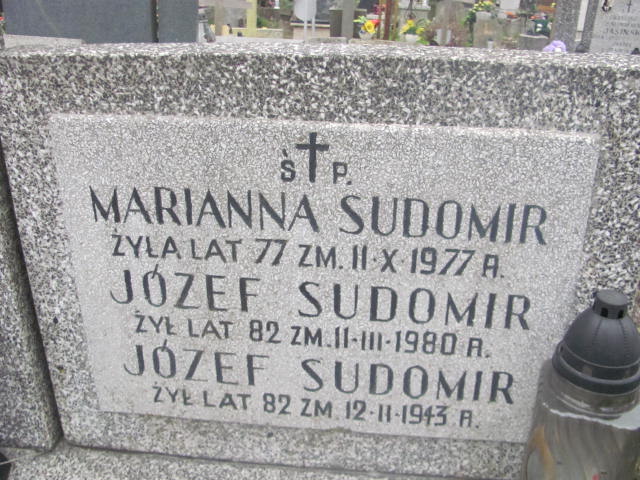 Ś P.
MARIANNA SUDOMIR
ŻYŁA LAT 77 ZM. 11-X-1977 R.
JÓZEF SUDOMIR
ŻYŁ LAT 82 ZM. 11-III-1980 R.
JÓZEF SUDOMIR
ŻYŁ LAT 82 ZM 12-11-1943 R.